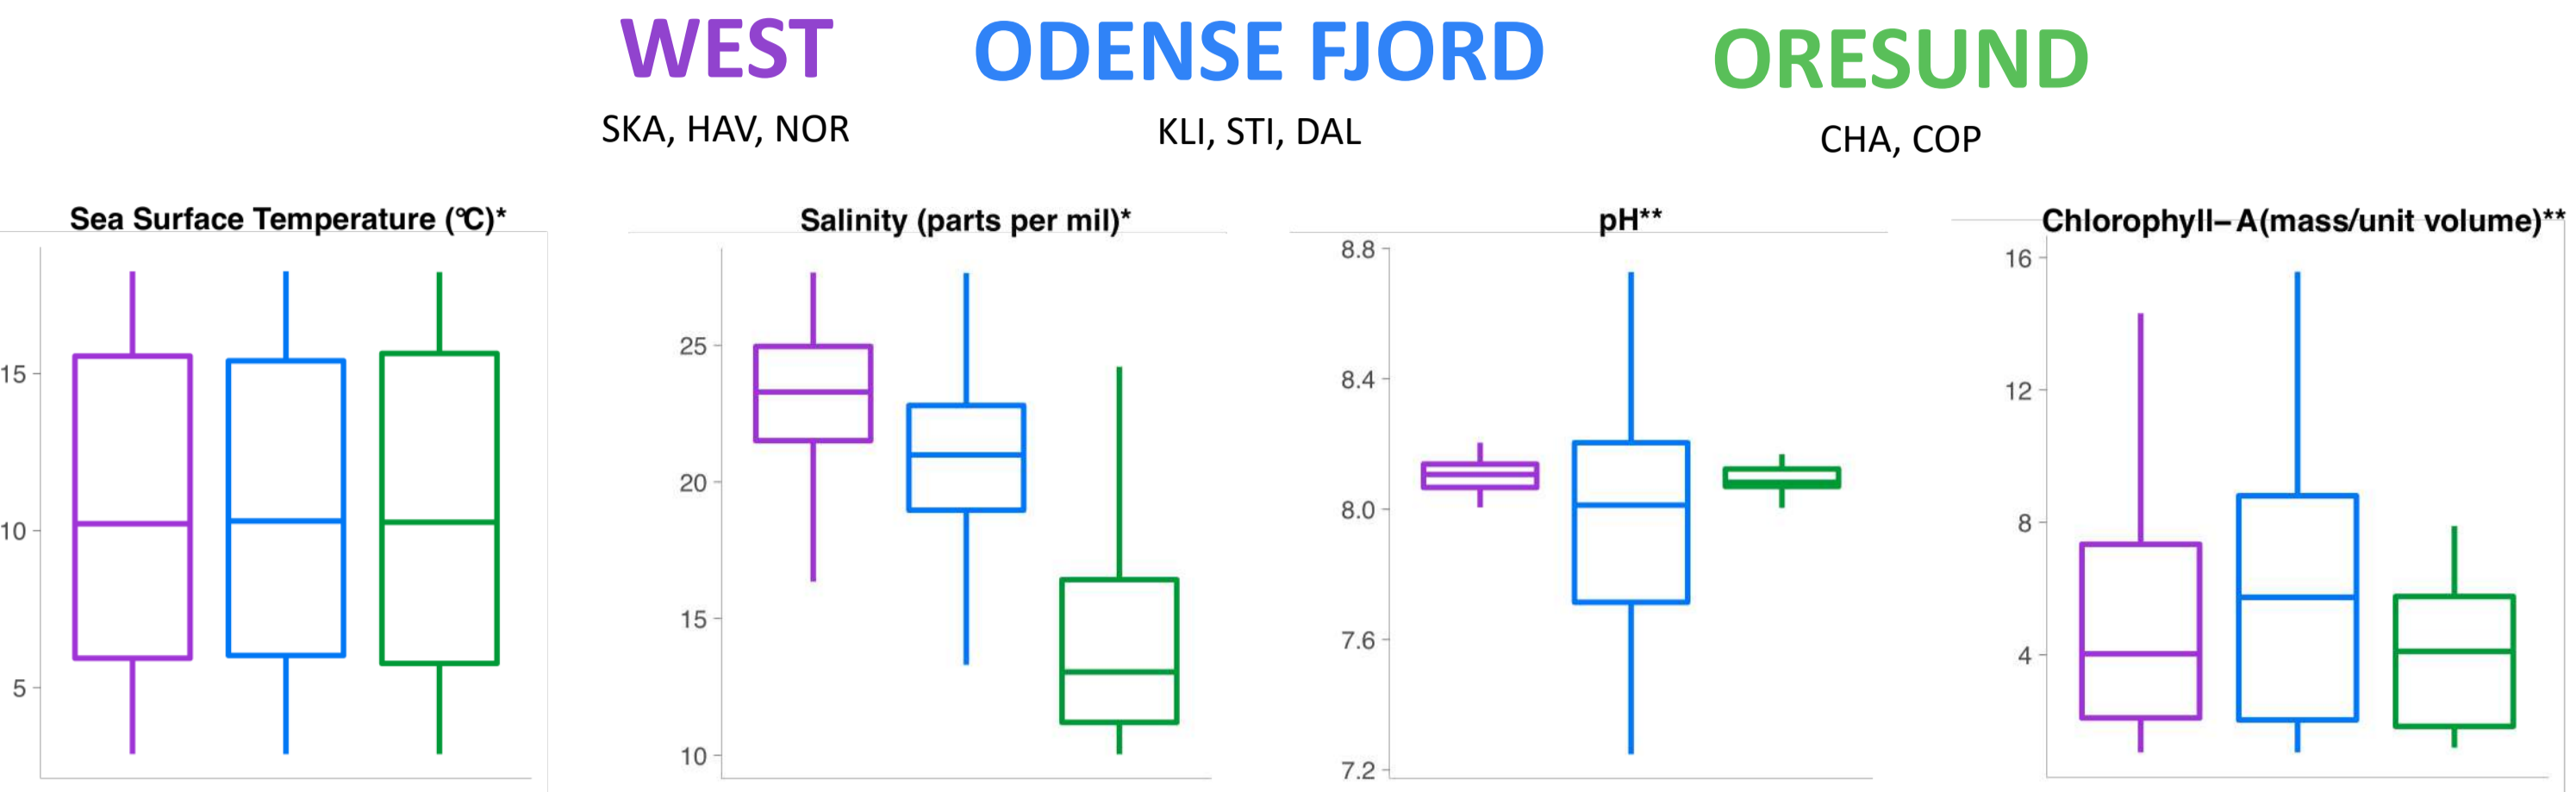 WEST
ODENSE FJORD
ORESUND
SKA, HAV, NOR
KLI, STI, DAL
CHA, COP
Sea Surface Temperature (°C)*
15
10
5
Salinity (parts per mil)*
25
20
15
10
pH**
8.8
8.4
8.0
7.6
7.2
Chlorophyll–A(mass/unit volume)**
16
12
8
4